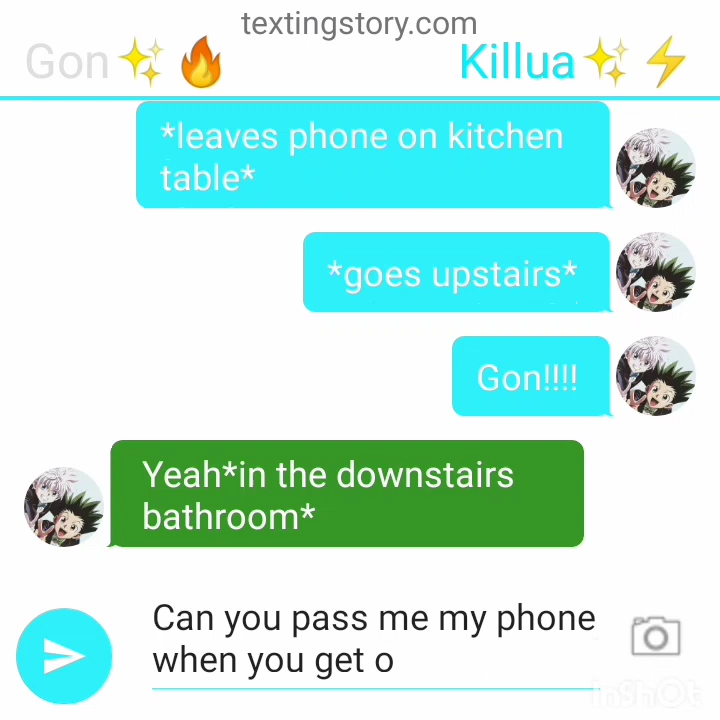 textingstory.com
Gon✨🔥 Killua✨⚡
*leaves phone on kitchen
table*
*goes upstairs*
Gon!!!!
Yeah*in the downstairs
bathroom*
Can you pass me my phone
when you get o
InShOt